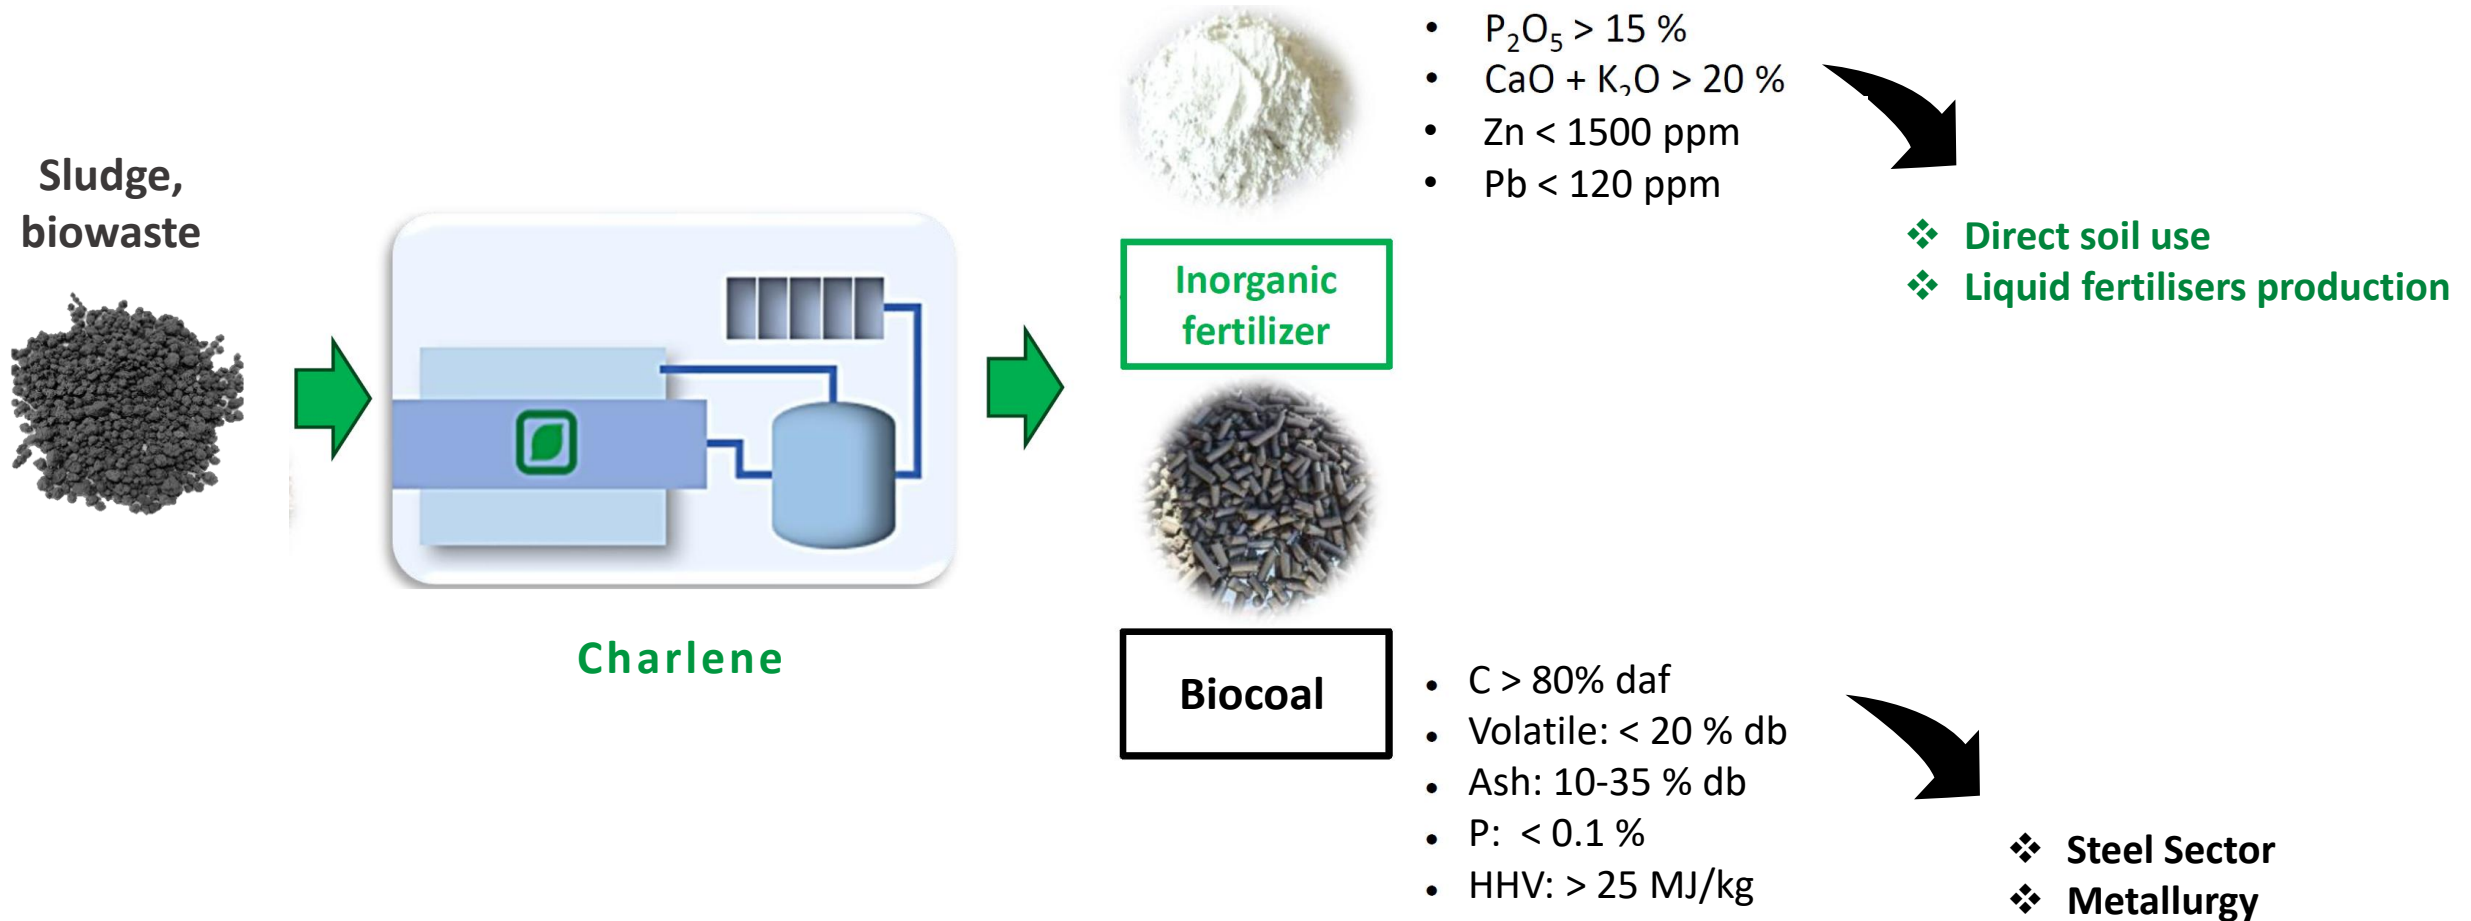 Sludge,
biowaste
Charlene
• P₂O₅ > 15 %
• CaO + K₂O > 20 %
• Zn < 1500 ppm
• Pb < 120 ppm
Inorganic
fertilizer
❖ Direct soil use
❖ Liquid fertilisers production
Biocoal
• C > 80% daf
• Volatile: < 20 % db
• Ash: 10-35 % db
• P: < 0.1 %
• HHV: > 25 MJ/kg
❖ Steel Sector
❖ Metallurgy